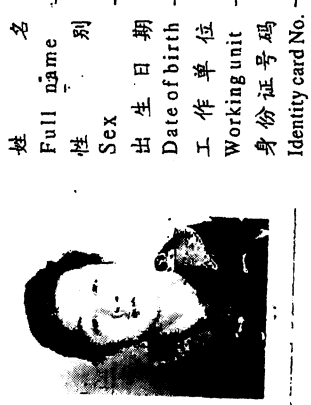 姓 名
Full name
性 别
Sex
出 生 日 期
Date of birth
工 作 单 位
Working unit
身 份 证 号 码
Identity card No.